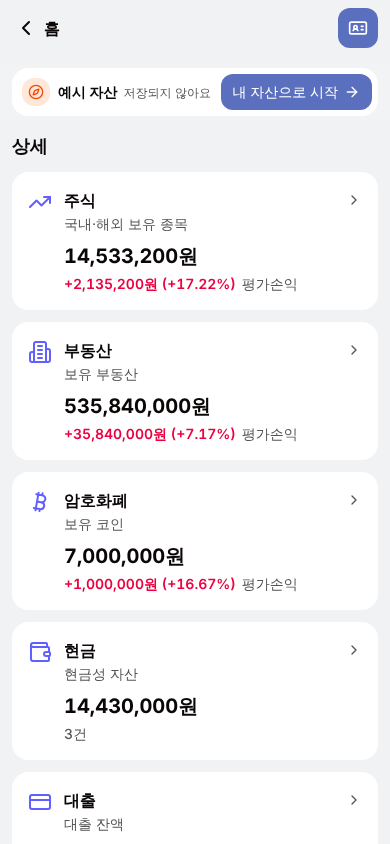 홈
예시 자산 저장되지 않아요 내 자산으로 시작
상세
주식
국내·해외 보유 종목
14,533,200원
+2,135,200원 (+17.22%) 평가손익
부동산
보유 부동산
535,840,000원
+35,840,000원 (+7.17%) 평가손익
암호화폐
보유 코인
7,000,000원
+1,000,000원 (+16.67%) 평가손익
현금
현금성 자산
14,430,000원
3건
대출
대출 잔액